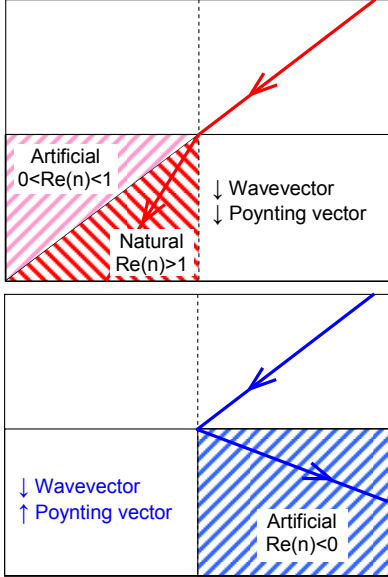 Artificial
0<Re(n)<1
↓ Wavevector
↓ Poynting vector
Natural
Re(n)>1
↓ Wavevector
↑ Poynting vector
Artificial
Re(n)<0